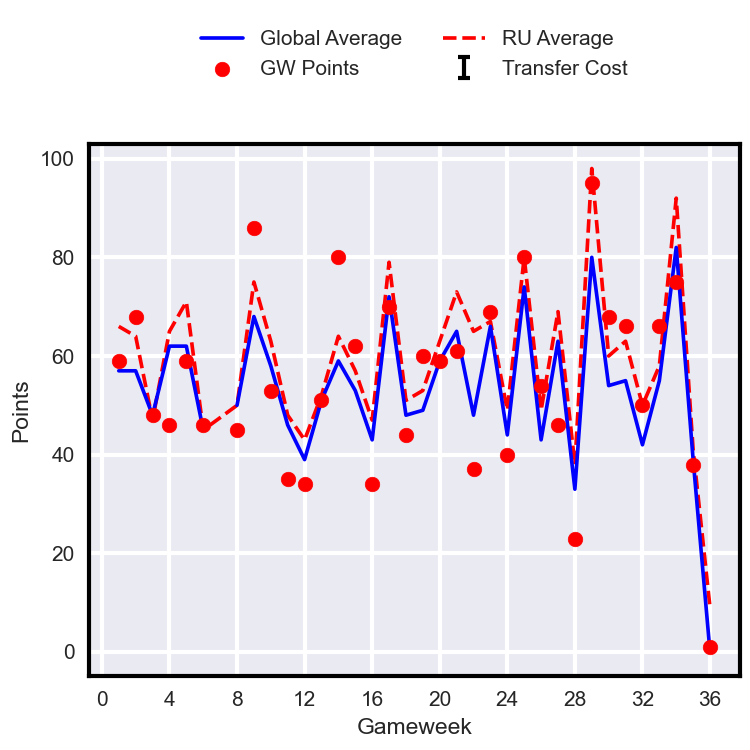 Global Average
RU Average
GW Points
Transfer Cost
100
80
60
40
20
0
Points
0 4 8 12 16 20 24 28 32 36
Gameweek